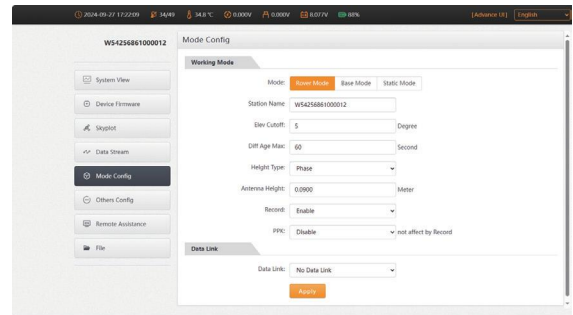 2024-09-27 17:22:09 34/49 34.8 °C 0.000V 0.000V 8.077V 88% [Advance UI] English
W54256861000012
Mode Config
Working Mode
System View
Device Firmware
Skyplot
Data Stream
Mode Config
Others Config
Remote Assistance
File
Mode: Rover Mode Base Mode Static Mode
Station Name W54256861000012
Elev Cutoff: 5 Degree
Diff Age Max: 60 Second
Height Type: Phase
Antenna Height: 0.0900 Meter
Record: Enable
PPK: Disable not affect by Record
Data Link
Data Link: No Data Link
Apply